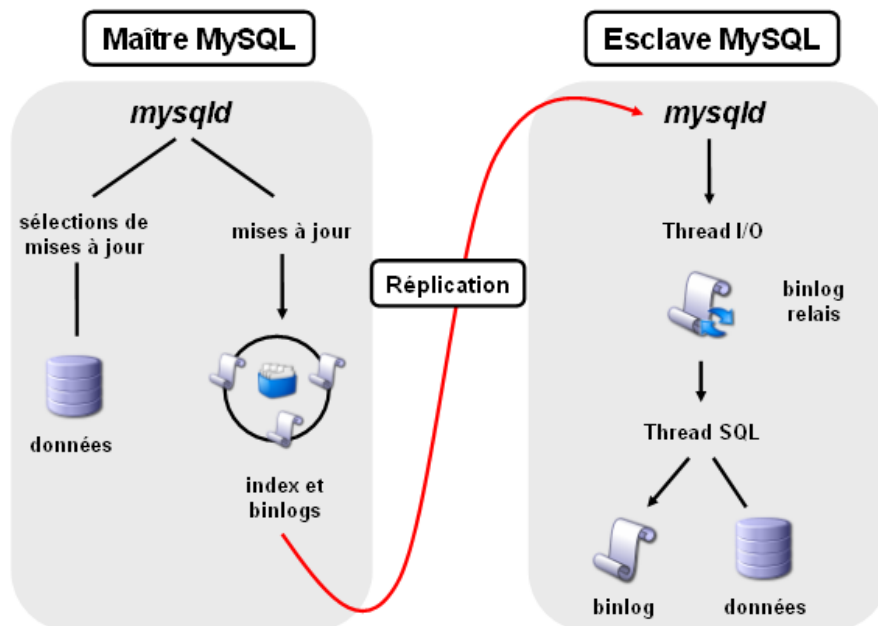 Maître MySQL
Esclave MySQL
mysqld
sélections de
mises à jour
mises à jour
données
index et
binlogs
Réplication
mysqld
Thread I/O
binlog
relais
Thread SQL
binlog
données